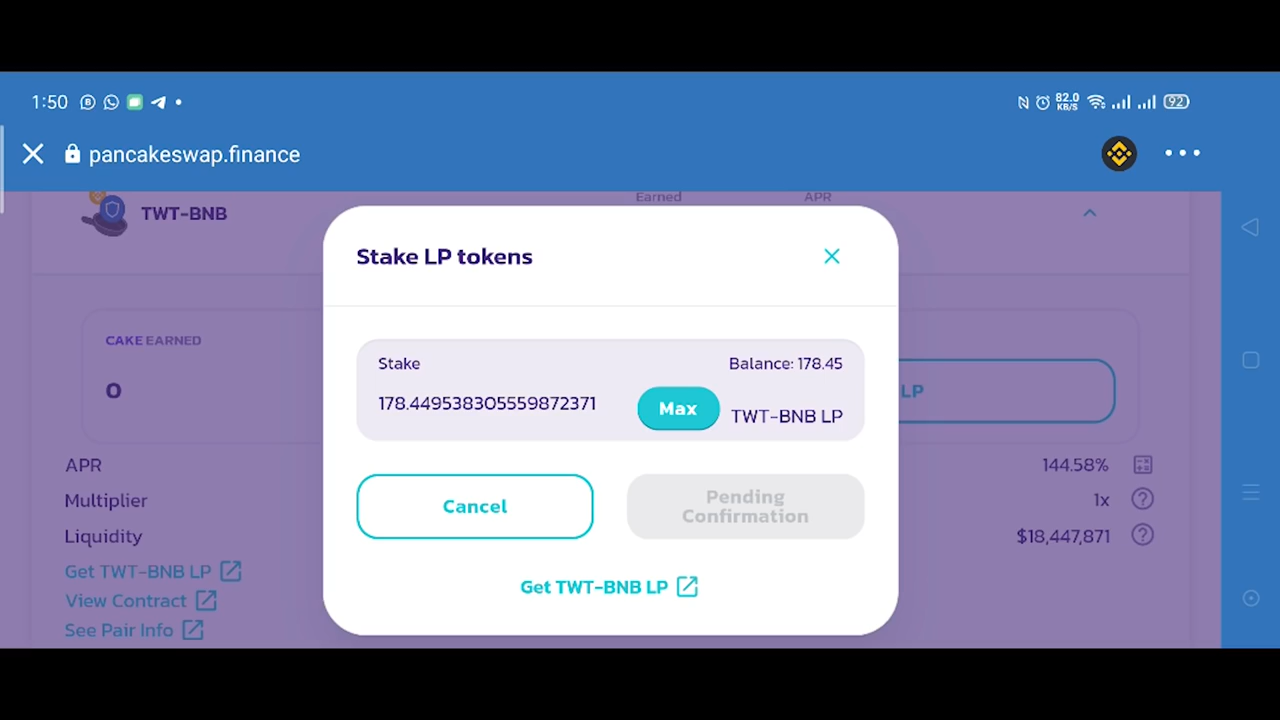 1:50
82.0
KB/S
92
pancakeswap.finance
Earned
APR
TWT-BNB
Stake LP tokens
CAKE EARNED
0
Stake
Balance: 178.45
178.449538305559872371
Max
TWT-BNB LP
LP
APR
144.58%
Multiplier
1x
Liquidity
$18,447,871
Cancel
Pending
Confirmation
Get TWT-BNB LP
Get TWT-BNB LP
View Contract
See Pair Info